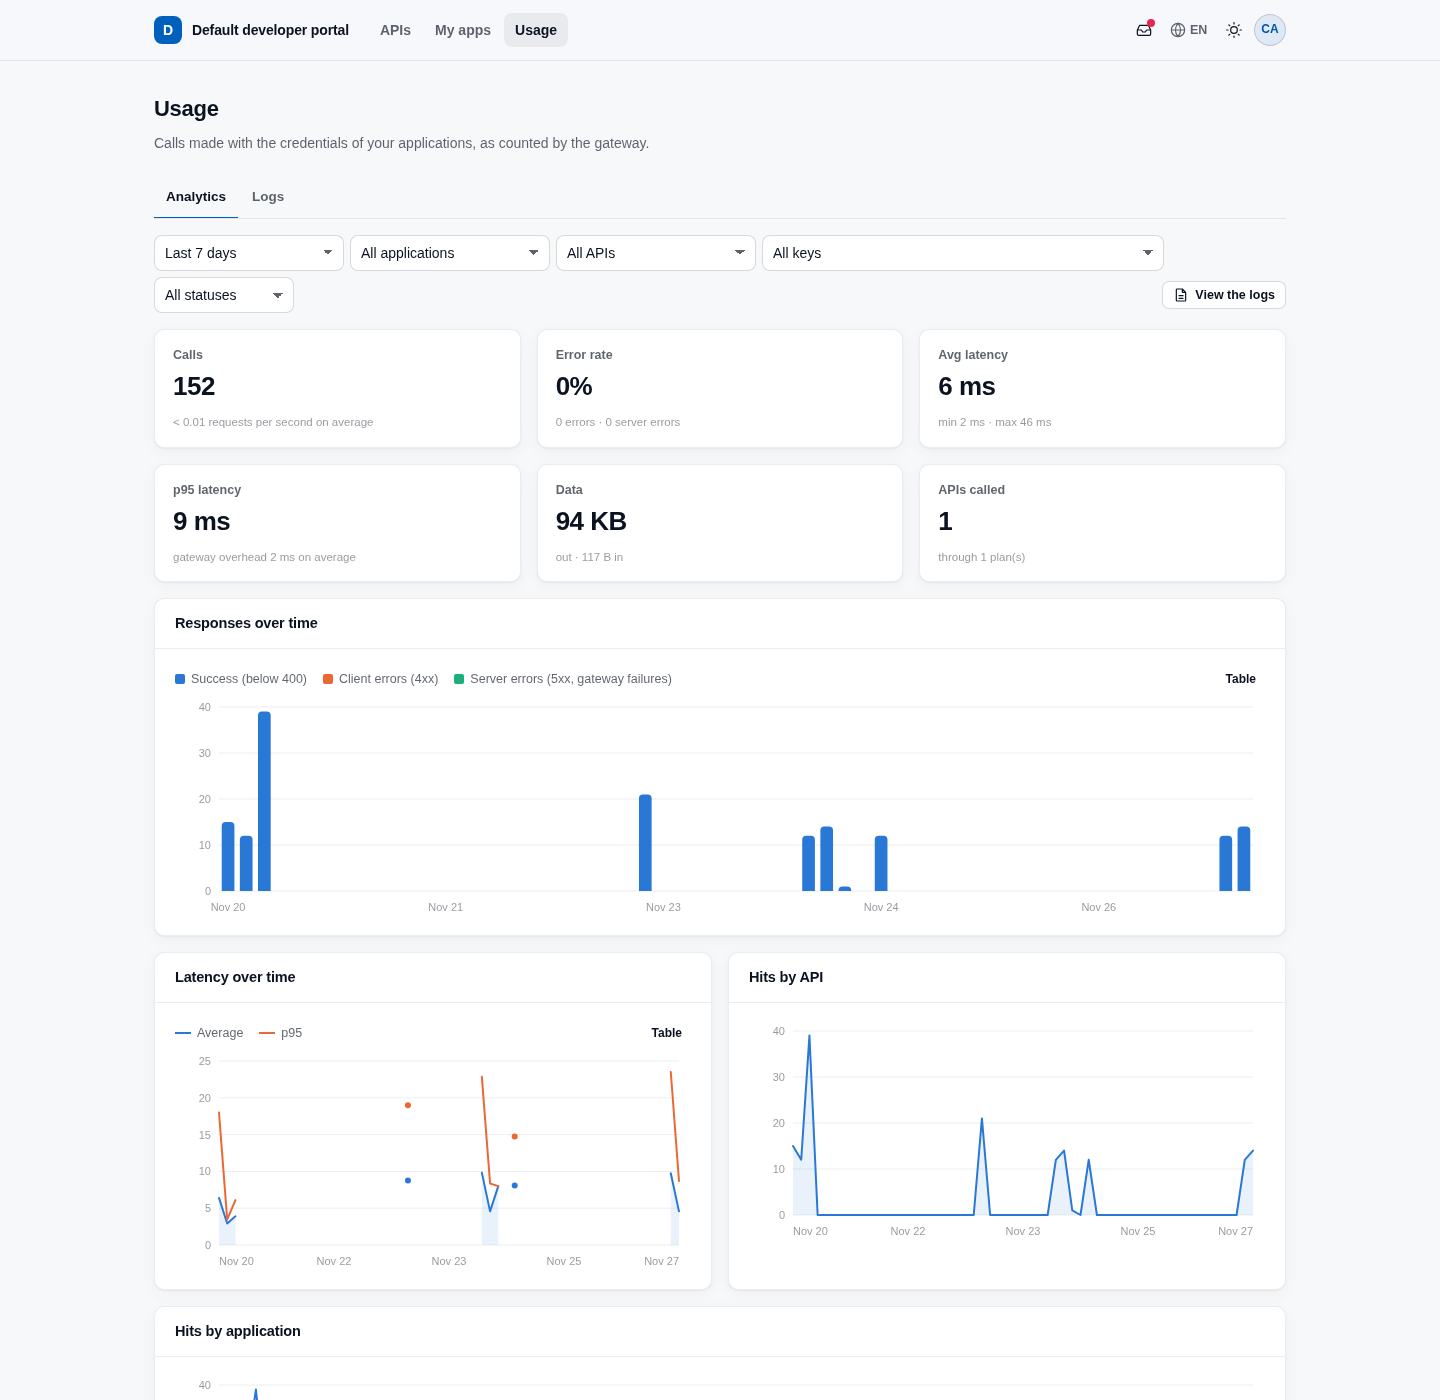 D Default developer portal APIs My apps Usage EN CA
Usage
Calls made with the credentials of your applications, as counted by the gateway.
Analytics Logs
Last 7 days All applications All APIs All keys
All statuses View the logs
Calls Error rate Avg latency
152 0% 6 ms
< 0.01 requests per second on average 0 errors · 0 server errors min 2 ms · max 46 ms
p95 latency Data APIs called
9 ms 94 KB 1
gateway overhead 2 ms on average out · 117 B in through 1 plan(s)
Responses over time
Success (below 400) Client errors (4xx) Server errors (5xx, gateway failures) Table
40
30
20
10
0
Nov 20 Nov 21 Nov 23 Nov 24 Nov 26
Latency over time
Average p95 Table
25
20
15
10
5
0
Nov 20 Nov 22 Nov 23 Nov 25 Nov 27
Hits by API
40
30
20
10
0
Nov 20 Nov 22 Nov 23 Nov 25 Nov 27
Hits by application
40